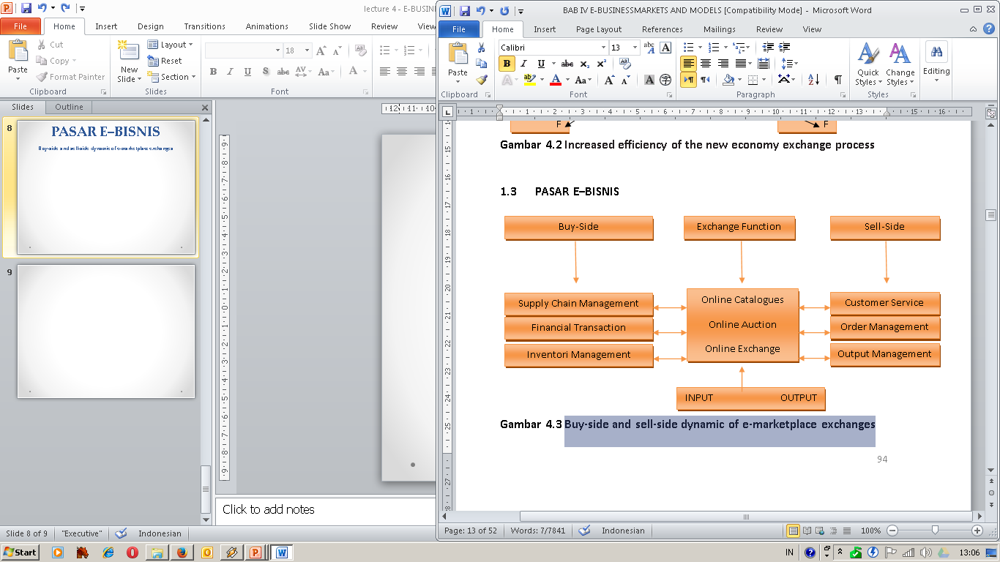 lecture 4 - E-BUSIN
File
Home
Insert
Design
Transitions
Animations
Slide Show
Review
View
Paste
Cut
Copy
Format Painter
Clipboard
New Slide
Layout
Reset
Section
Slides
18
B I U S abc AV Aa A
Font
Slides
Outline
8
PASAR E–BISNIS
Buy-side and sell-side dynamic of e-marketplace exchanges
9
Click to add notes
Slide 8 of 9
"Executive"
Indonesian
BAB IV E-BUSINESSMARKETS AND MODELS [Compatibility Mode] - Microsoft Word
File
Home
Insert
Page Layout
References
Mailings
Review
View
Paste
Clipboard
Calibri
13
B I U abc x₂ x²
Font
Paragraph
Quick Styles
Change Styles
Styles
Editing
F
F
Gambar 4.2 Increased efficiency of the new economy exchange process
1.3 PASAR E–BISNIS
Buy-Side
Exchange Function
Sell-Side
Supply Chain Management
Online Catalogues
Customer Service
Financial Transaction
Online Auction
Order Management
Inventori Management
Online Exchange
Output Management
INPUT OUTPUT
Gambar 4.3 Buy-side and sell-side dynamic of e-marketplace exchanges
94
Page: 13 of 52
Words: 7/7841
Indonesian
100%
Start
IN
13:06